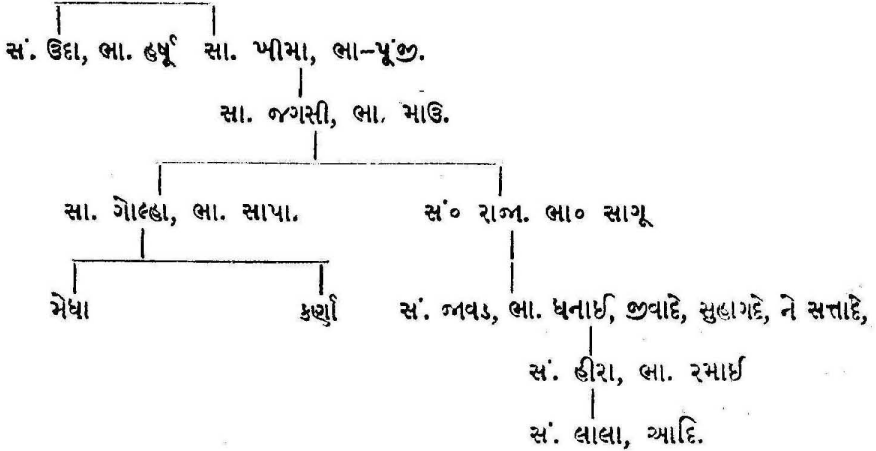 સં. ઉદા, ભા. હર્ષૂ સા. ખીમા, ભા-પૂંજી.
સા. જગસી, ભા. માઉ.
સા. ગોલ્હા, ભા. સાપા. સં૦ રાજા. ભા૦ સાગૂ
મેઘા કર્ણા સં. જાવડ, ભા. ધનાઈ, જીવાદે, સુહાગદે, ને સત્તાદે,
સં. હીરા, ભા. રમાઈ
સં. લાલા, આદિ.